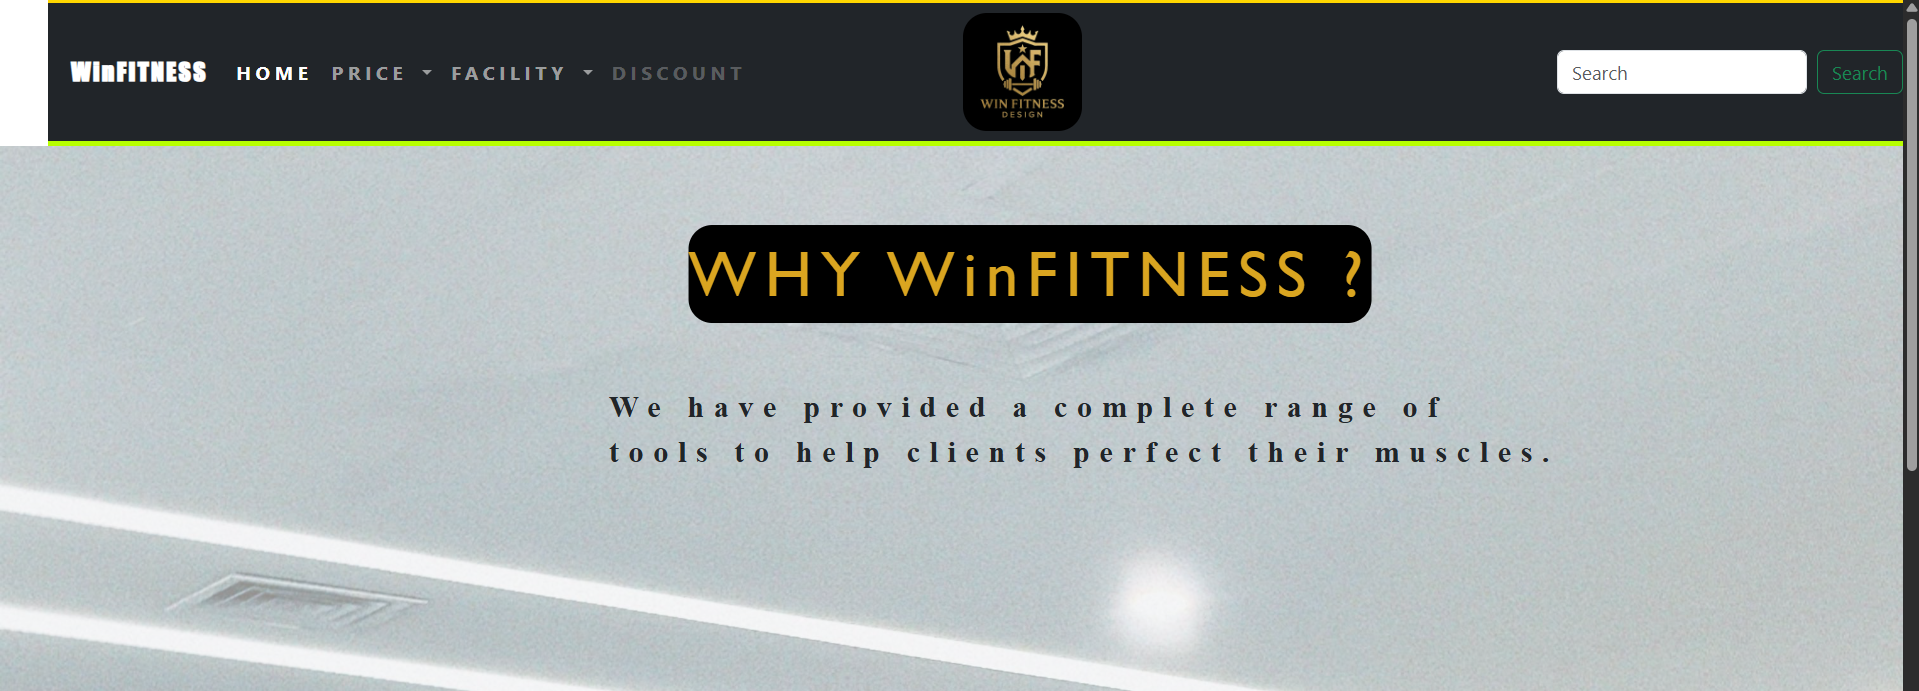 WinFITNESS HOME PRICE FACILITY DISCOUNT
WIN FITNESS
DESIGN
Search Search
WHY WinFITNESS ?
We have provided a complete range of
tools to help clients perfect their muscles.